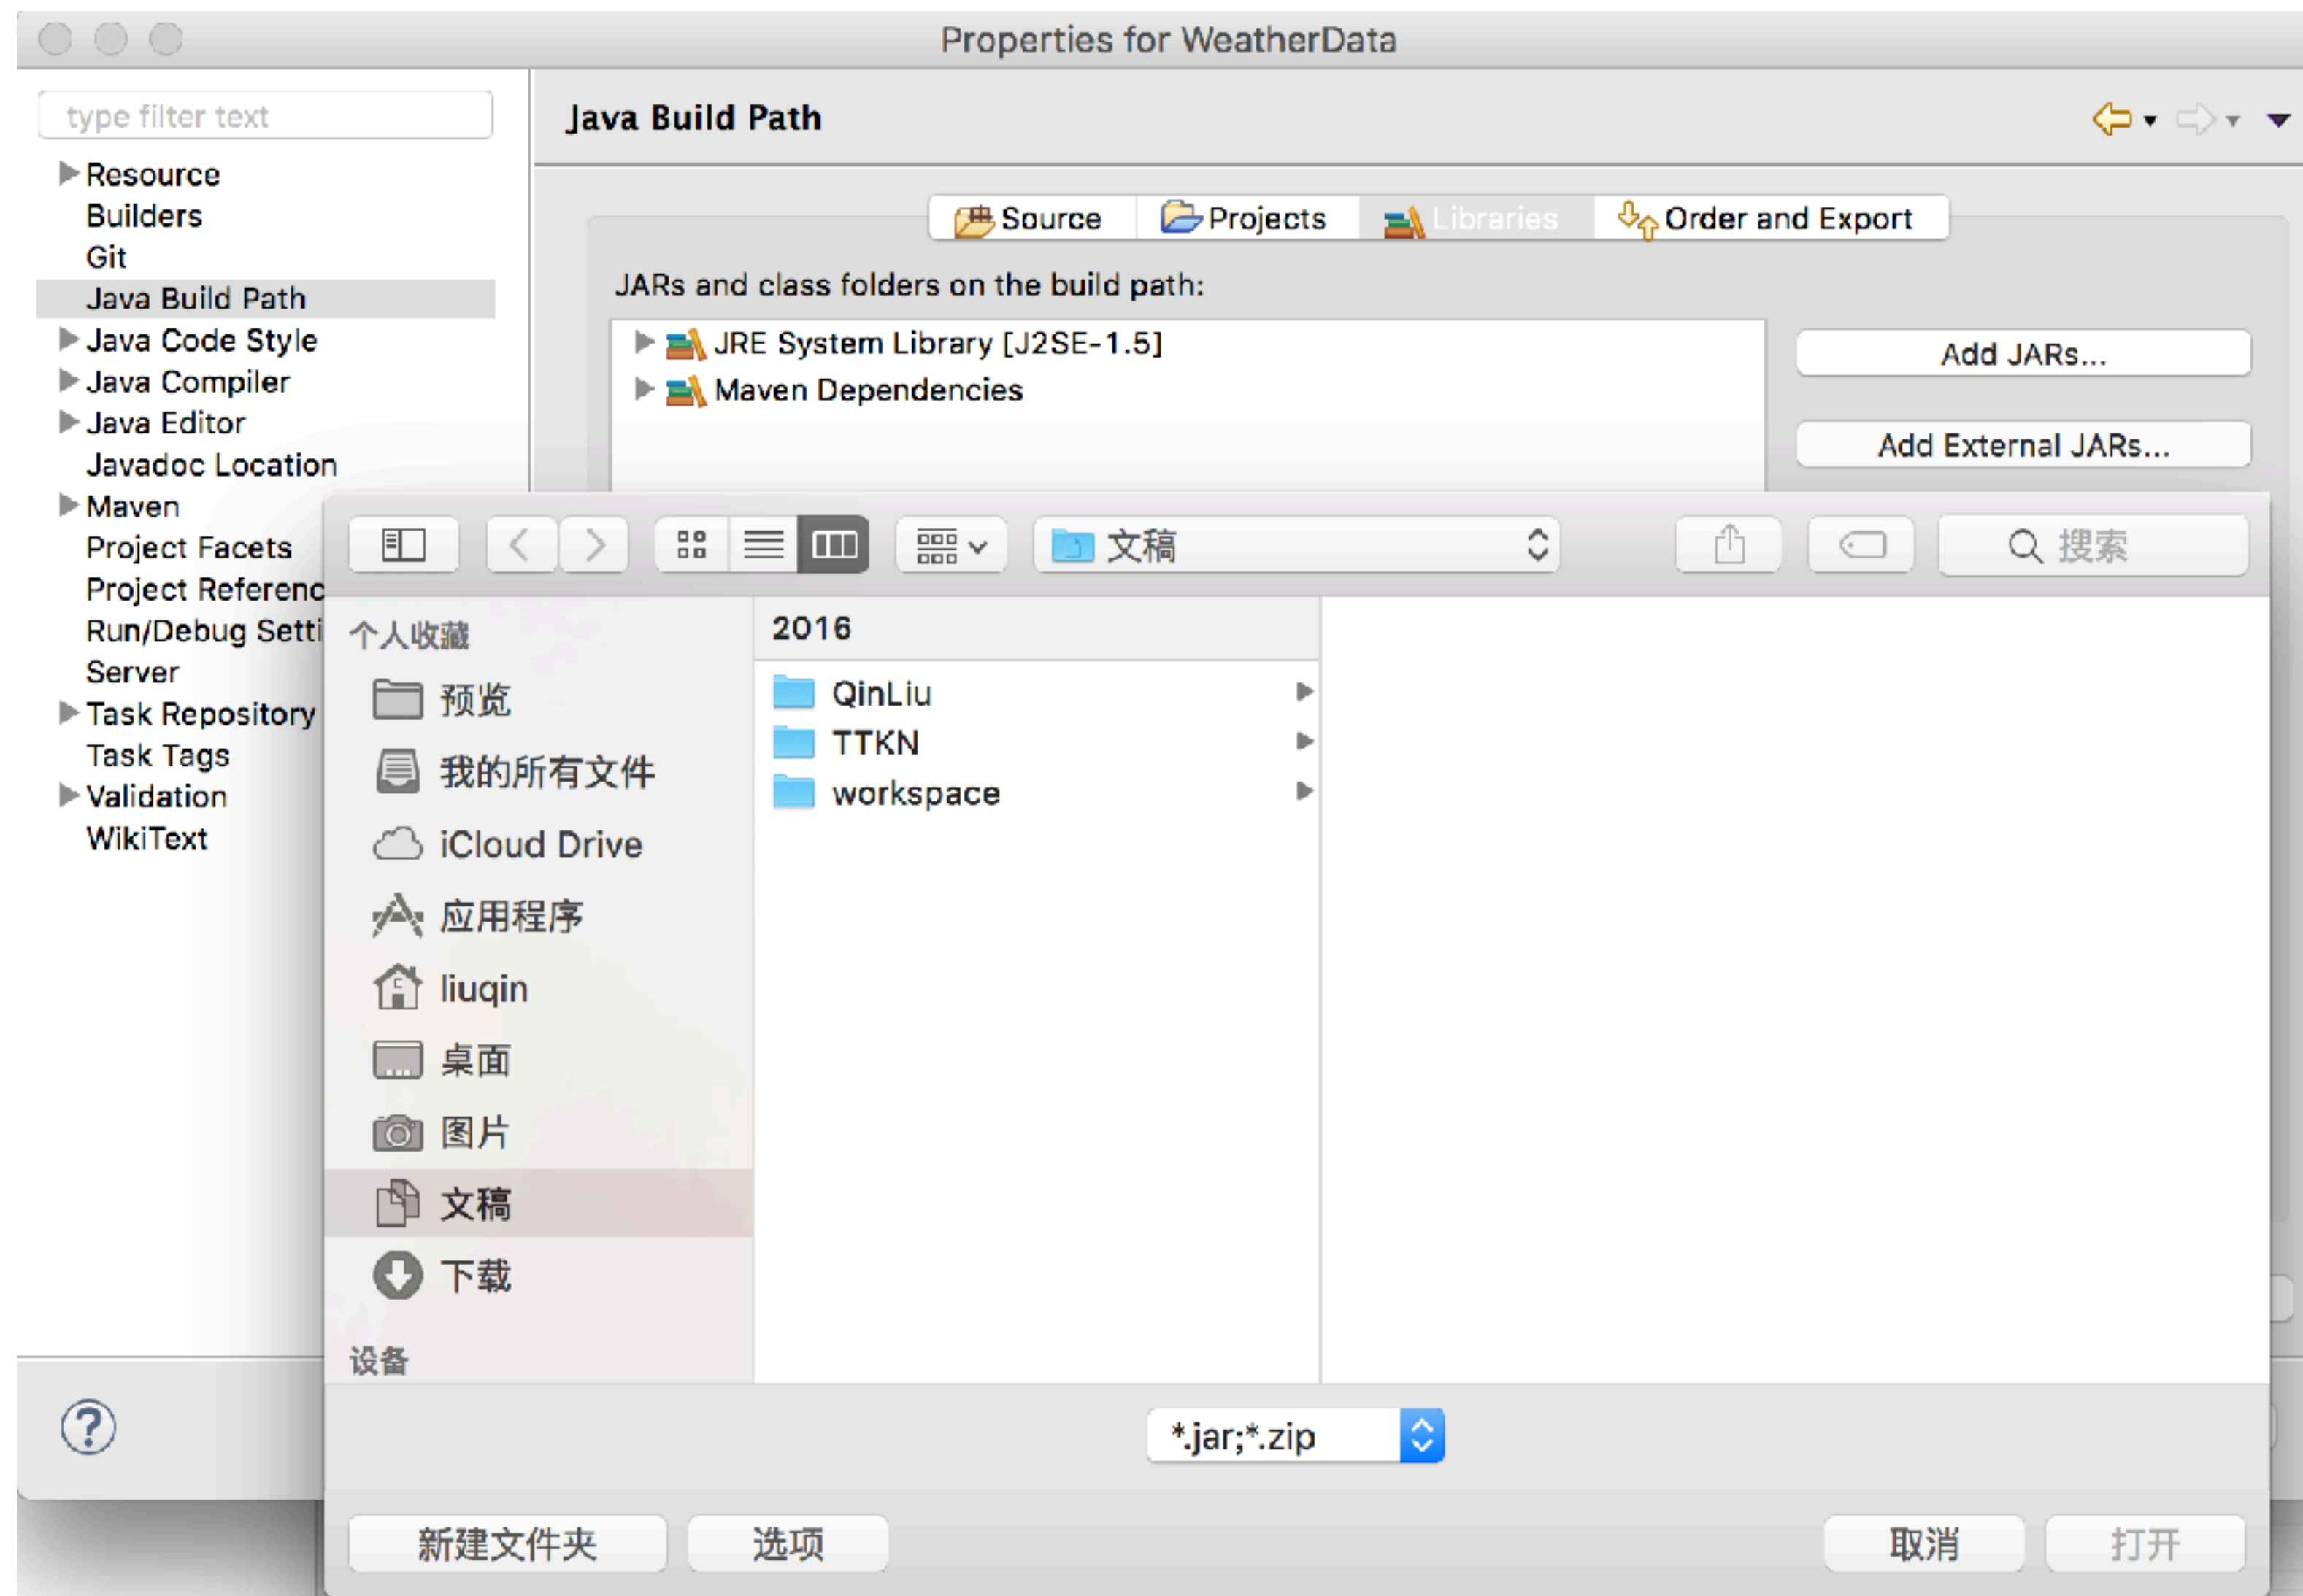 Properties for WeatherData
type filter text
Java Build Path
Resource
Builders
Git
Java Build Path
Java Code Style
Java Compiler
Java Editor
Javadoc Location
Maven
Project Facets
Project Referenc
Run/Debug Setti
Server
Task Repository
Task Tags
Validation
WikiText
Source Projects Libraries Order and Export
JARs and class folders on the build path:
JRE System Library [J2SE-1.5]
Maven Dependencies
Add JARs...
Add External JARs...
文稿
搜索
个人收藏
预览
我的所有文件
iCloud Drive
应用程序
liuqin
桌面
图片
文稿
下载
设备
2016
QinLiu
TTKN
workspace
*.jar;*.zip
新建文件夹 选项 取消 打开